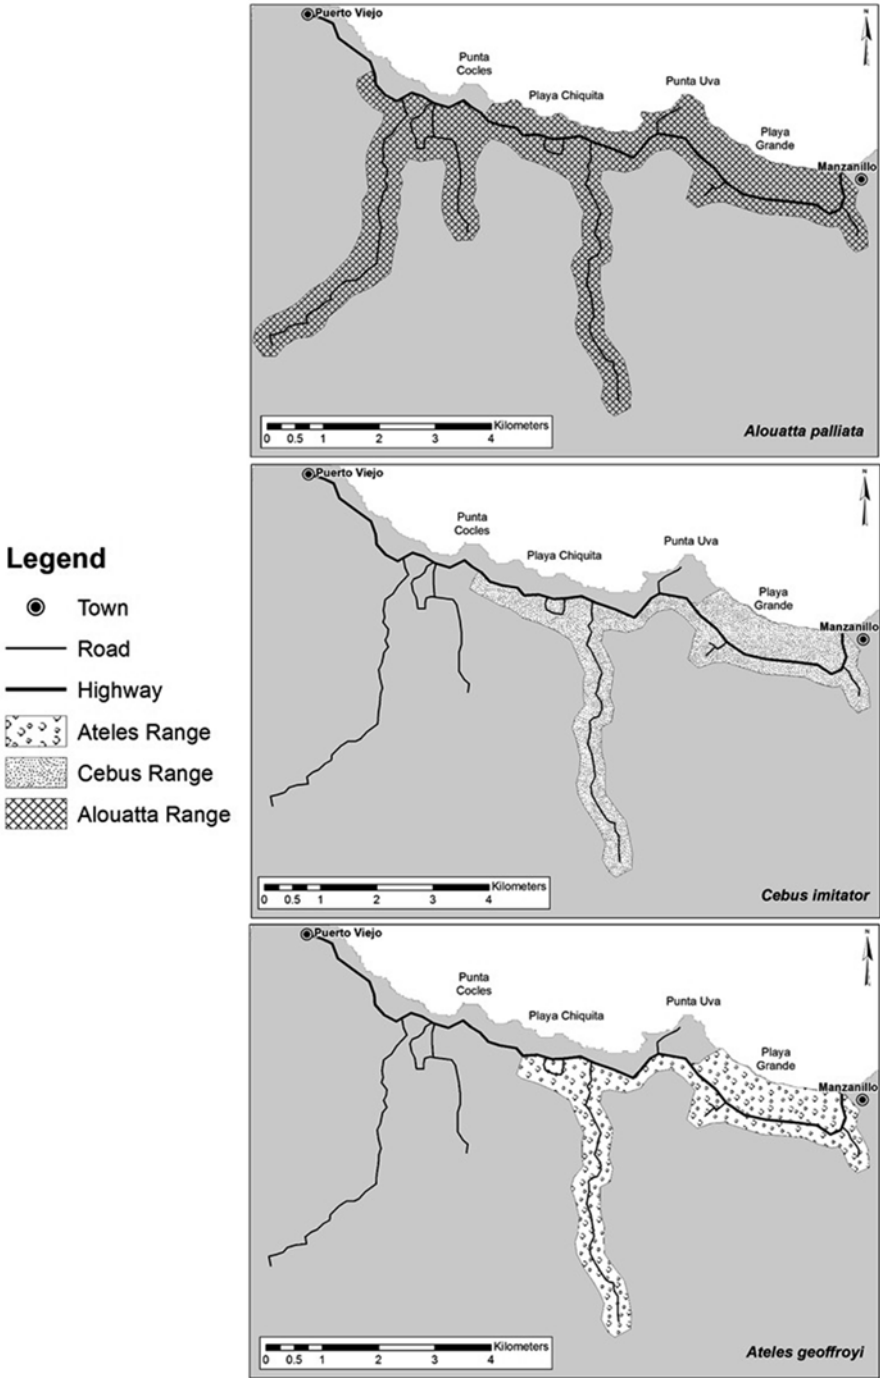 Puerto Viejo
N
Punta
Cocles
Punta Uva
Playa Chiquita
Playa
Grande
Manzanillo
Kilometers
0 0.5 1 2 3 4
Alouatta palliata
Puerto Viejo
N
Punta
Cocles
Punta Uva
Playa Chiquita
Playa
Grande
Manzanillo
Kilometers
0 0.5 1 2 3 4
Cebus imitator
Legend
Town
Road
Highway
Ateles Range
Cebus Range
Alouatta Range
Puerto Viejo
N
Punta
Cocles
Punta Uva
Playa Chiquita
Playa
Grande
Manzanillo
Kilometers
0 0.5 1 2 3 4
Ateles geoffroyi